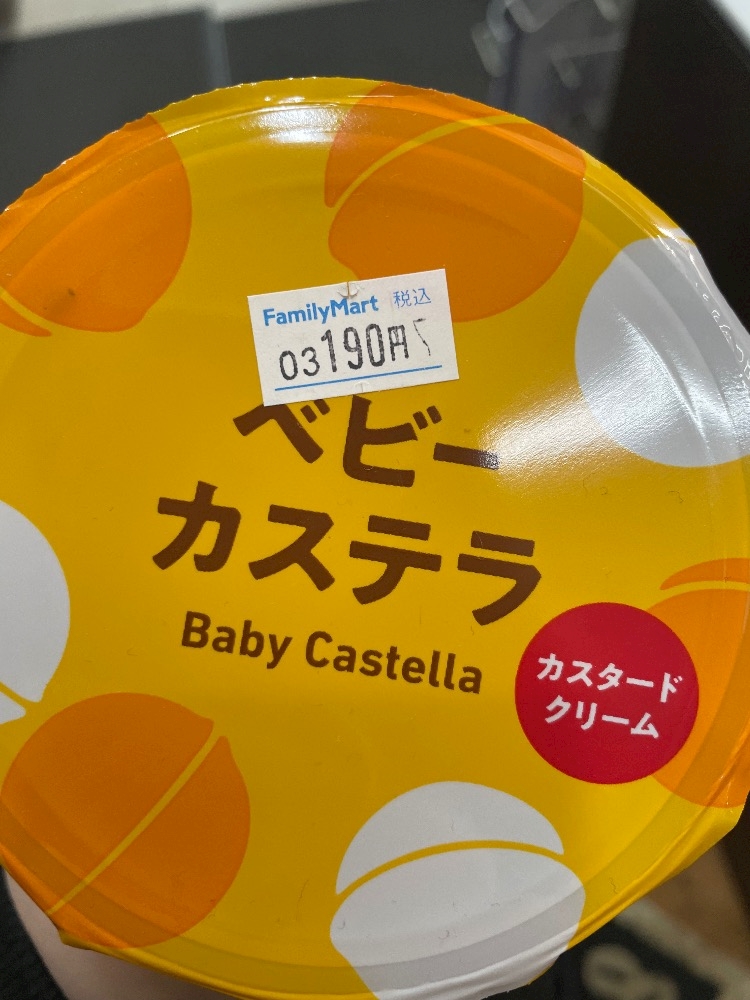 FamilyMart 税込
03190円
ベビー
カステラ
Baby Castella
カスタード
クリーム